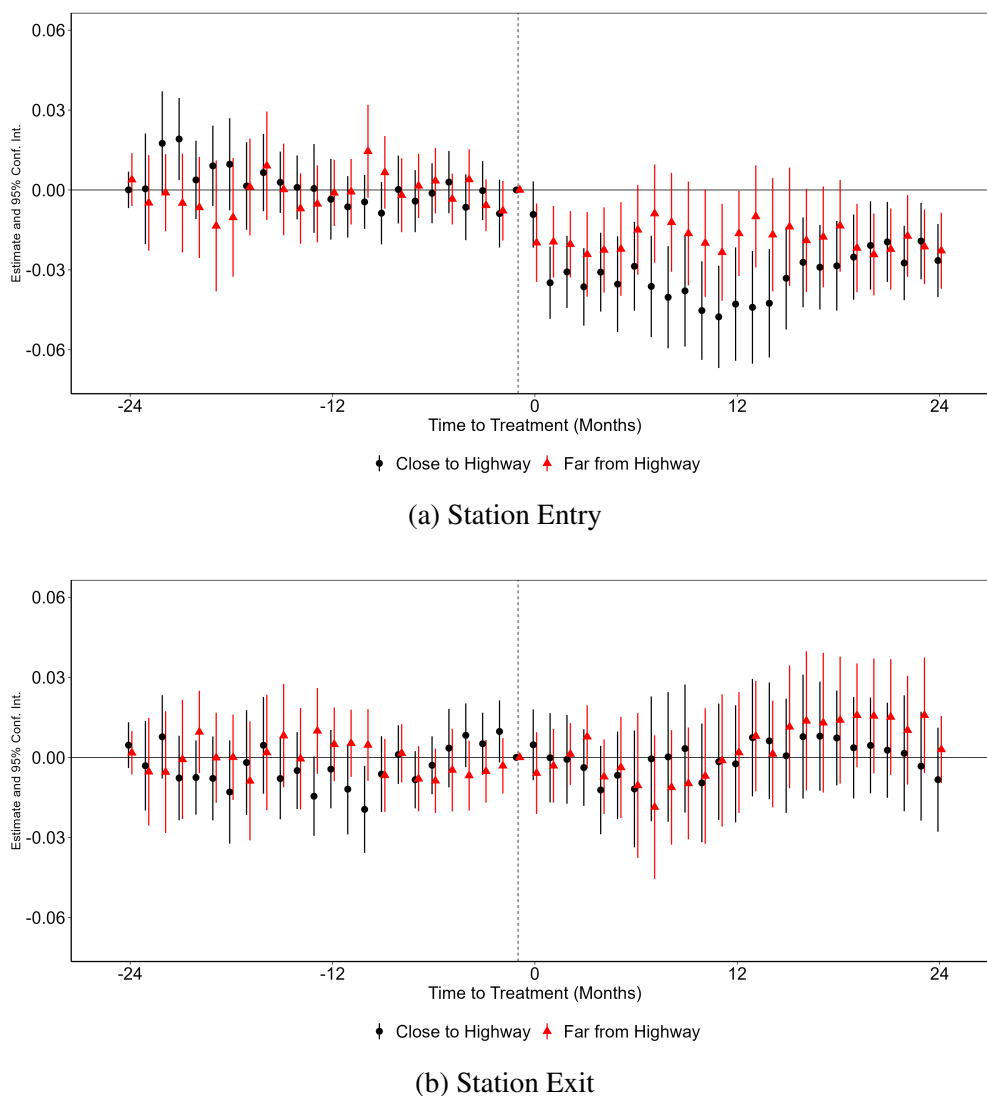 0.06
0.03
0.00
-0.03
-0.06
Estimate and 95% Conf. Int.
-24 -12 0 12 24
Time to Treatment (Months)
Close to Highway Far from Highway
(a) Station Entry
0.06
0.03
0.00
-0.03
-0.06
Estimate and 95% Conf. Int.
-24 -12 0 12 24
Time to Treatment (Months)
Close to Highway Far from Highway
(b) Station Exit